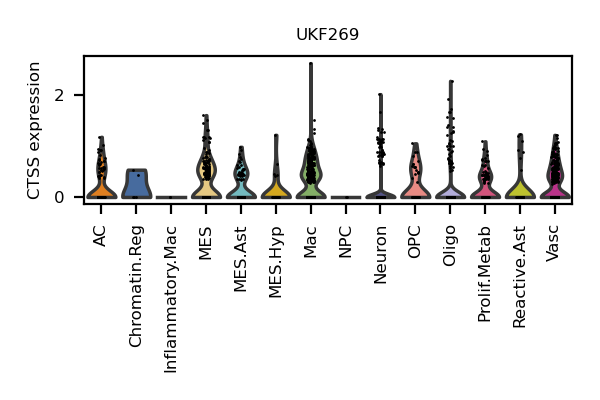 UKF269
CTSS expression
2
0
AC
Chromatin.Reg
Inflammatory.Mac
MES
MES.Ast
MES.Hyp
Mac
NPC
Neuron
OPC
Oligo
Prolif.Metab
Reactive.Ast
Vasc